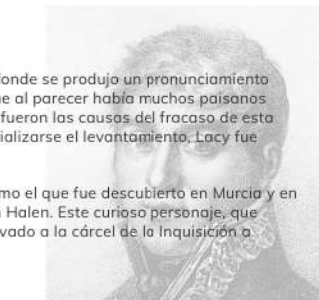 donde se produjo un pronunciamiento
e al parecer había muchos paisanos
fueron las causas del fracaso de esta
ializarse el levantamiento, Lacy fue
mo el que fue descubierto en Murcia y en
Halen. Este curioso personaje, que
vado a la cárcel de la Inquisición a